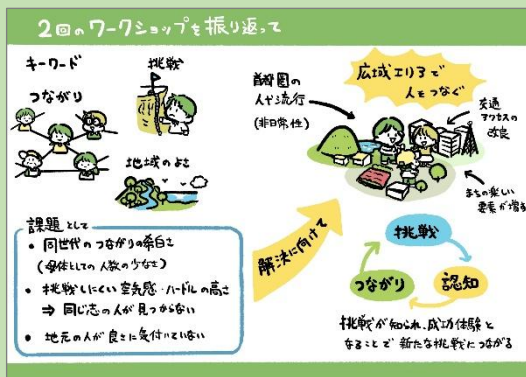 2回のワークショップを振り返って
キーワード
つながり
挑戦
地域のよさ
課題として
・同世代のつながりの希白さ
(母体としての人数の少なさ)
・挑戦しにくい空気感・ハードルの高さ
⇒ 同じ志の人が見つからない
・地元の人が良さに気付いていない
解決に向けて
首都圏の
人や流行
(非日常性)
広域エリアで
人をつなぐ
交通
アクセスの
改良
まちの楽しい
要素が増える
挑戦
認知
つながり
挑戦が知られ、成功体験と
なることで新たな挑戦につながる